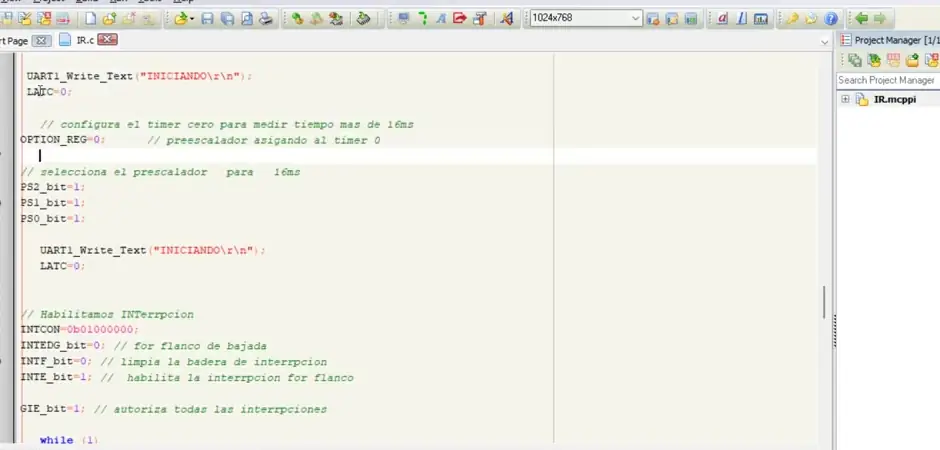 1024x768
rt Page
IR.c
Project Manager [1/1
Search Project Manager
IR.mcppi
UART1_Write_Text("INICIANDO\r\n");
LATC=0;
// configura el timer cero para medir tiempo mas de 16ms
OPTION_REG=0; // preescalador asigando al timer 0
// selecciona el prescalador para 16ms
PS2_bit=1;
PS1_bit=1;
PS0_bit=1;
UART1_Write_Text("INICIANDO\r\n");
LATC=0;
// Habilitamos INTerrpcion
INTCON=0b01000000;
INTEDG_bit=0; // for flanco de bajada
INTF_bit=0; // limpia la badera de interrpcion
INTE_bit=1; // habilita la interrpcion for flanco
GIE_bit=1; // autoriza todas las interrpciones
while (1)